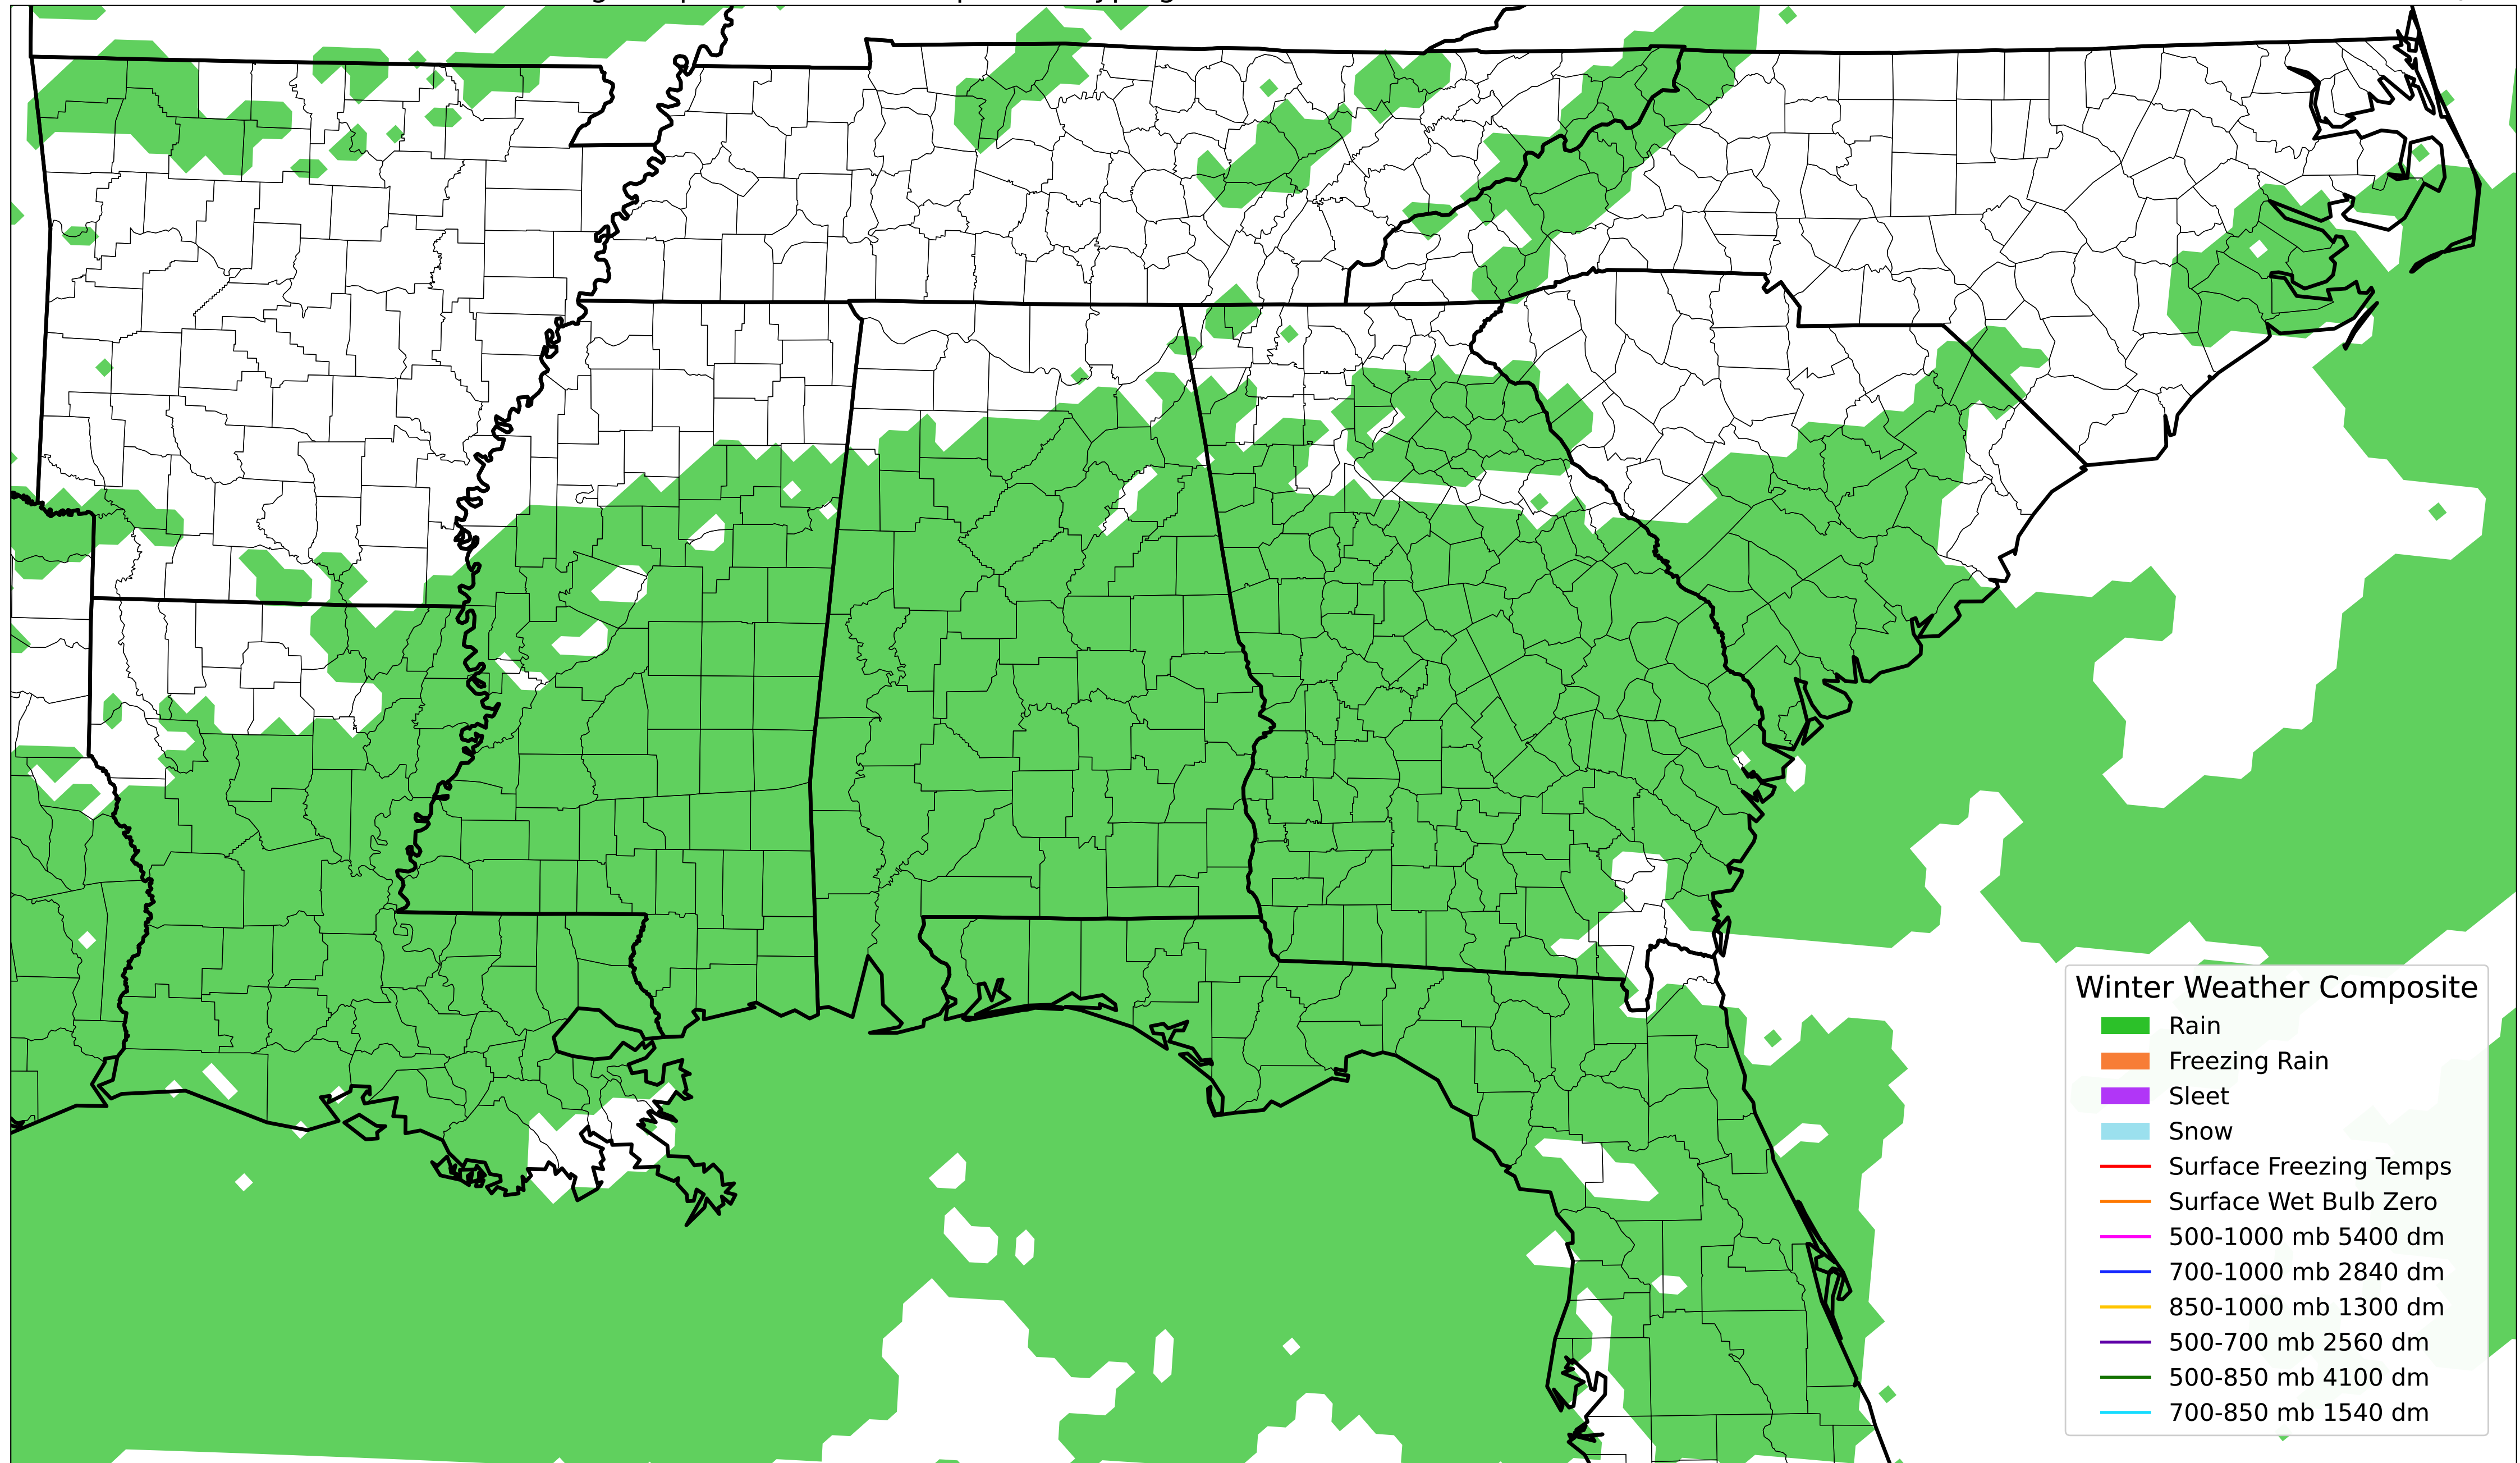 Winter Weather Composite
Rain
Freezing Rain
Sleet
Snow
Surface Freezing Temps
Surface Wet Bulb Zero
500-1000 mb 5400 dm
700-1000 mb 2840 dm
850-1000 mb 1300 dm
500-700 mb 2560 dm
500-850 mb 4100 dm
700-850 mb 1540 dm